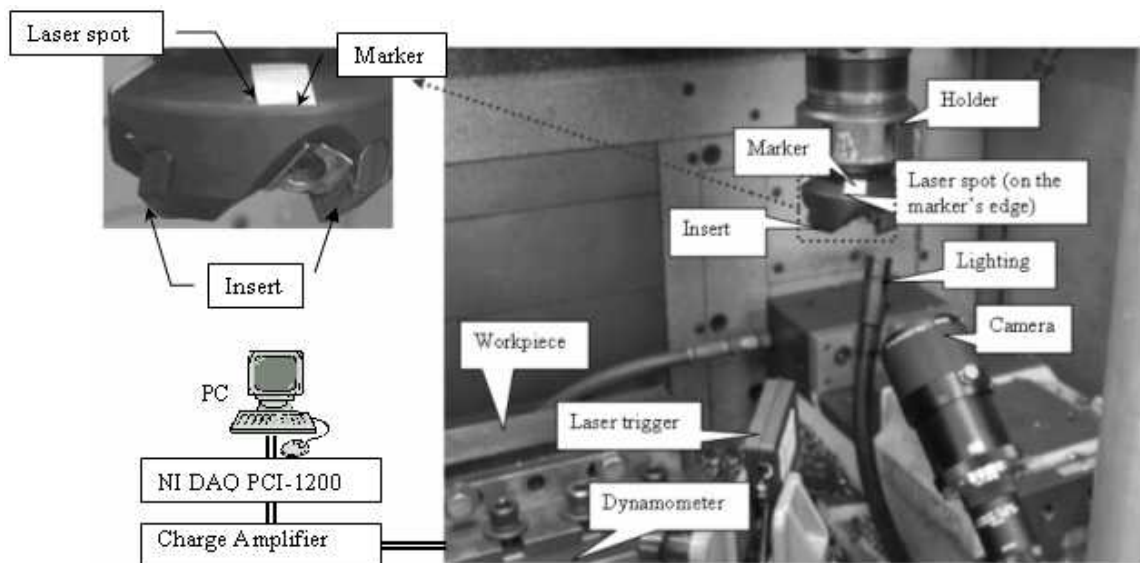 Laser spot
Marker
Insert
PC
NI DAQ PCI-1200
Charge Amplifier
Holder
Marker
Laser spot (on the
marker's edge)
Insert
Lighting
Camera
Workpiece
Laser trigger
Dynamometer